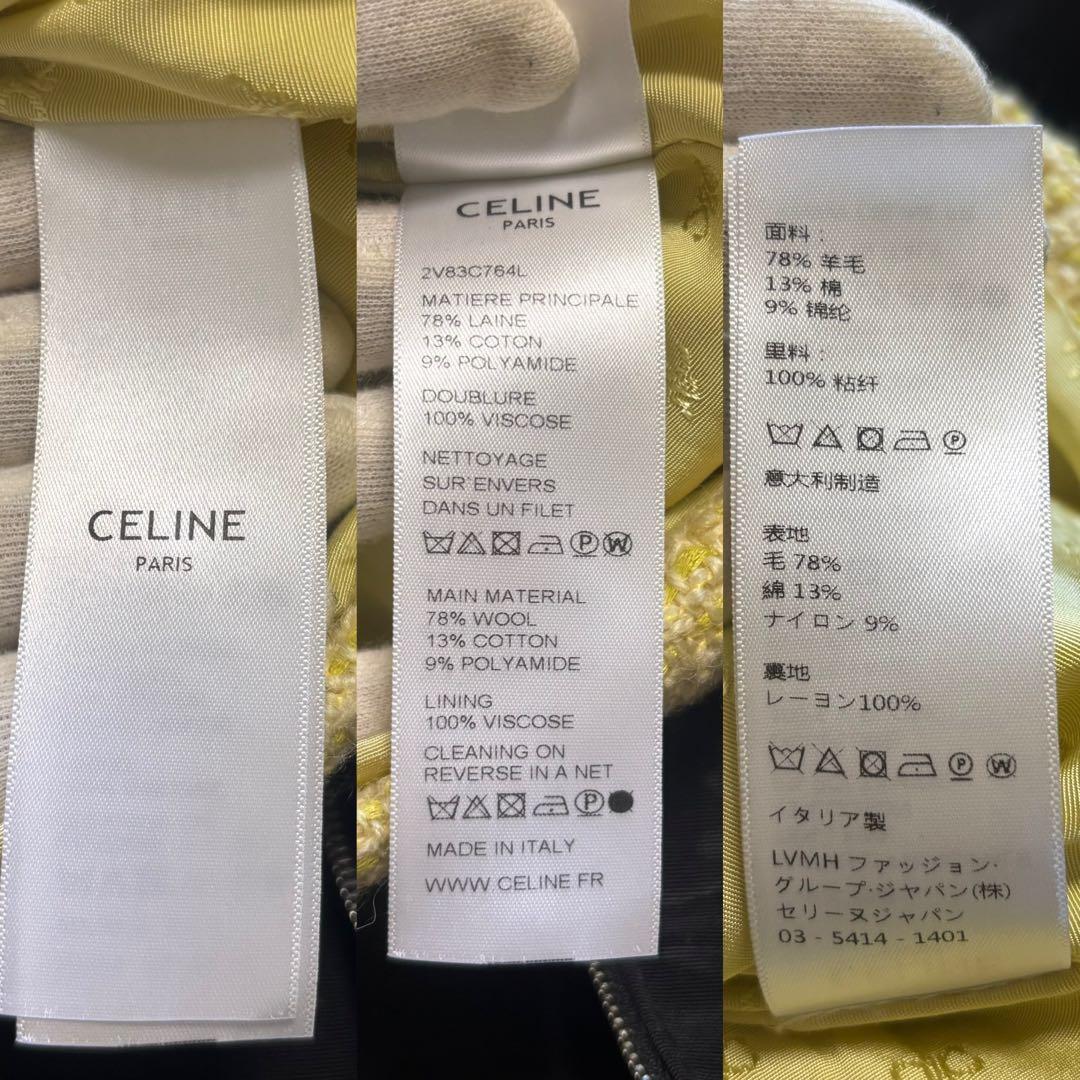 CELINE
PARIS
CELINE
PARIS
2V83C764L
MATIERE PRINCIPALE
78% LAINE
13% COTON
9% POLYAMIDE
DOUBLURE
100% VISCOSE
NETTOYAGE
SUR ENVERS
DANS UN FILET
P W
MAIN MATERIAL
78% WOOL
13% COTTON
9% POLYAMIDE
LINING
100% VISCOSE
CLEANING ON
REVERSE IN A NET
P
MADE IN ITALY
WWW.CELINE.FR
面料：
78% 羊毛
13% 棉
9% 锦纶
里料：
100% 粘纤
P
意大利制造
表地
毛 78%
綿 13%
ナイロン 9%
裏地
レーヨン100%
P W
イタリア製
LVMH ファッション·
グループ·ジャパン(株)
セリーヌジャパン
03 - 5414 - 1401